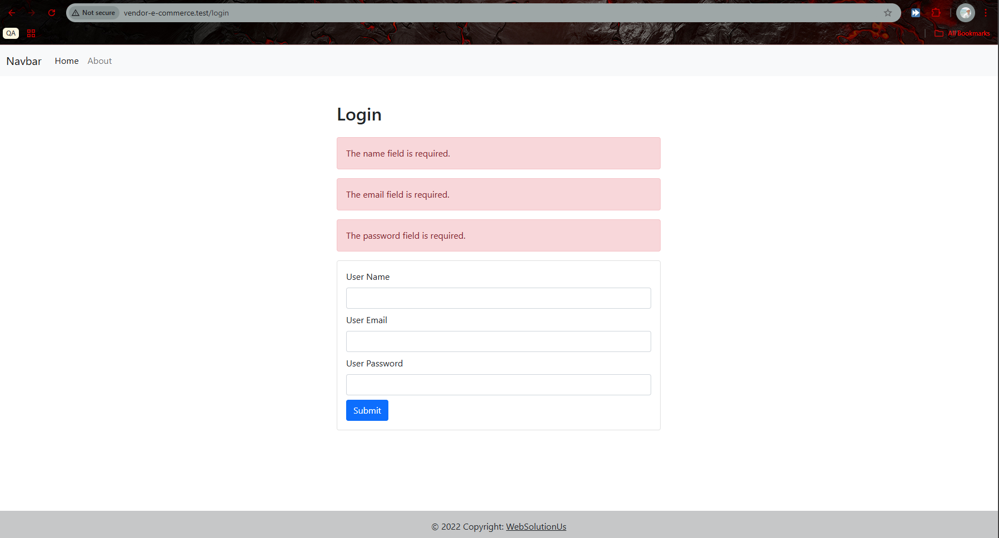 Not secure vendor-e-commerce.test/login
QA
All Bookmarks
Navbar Home About
Login
The name field is required.
The email field is required.
The password field is required.
User Name
User Email
User Password
Submit
© 2022 Copyright: WebSolutionUs